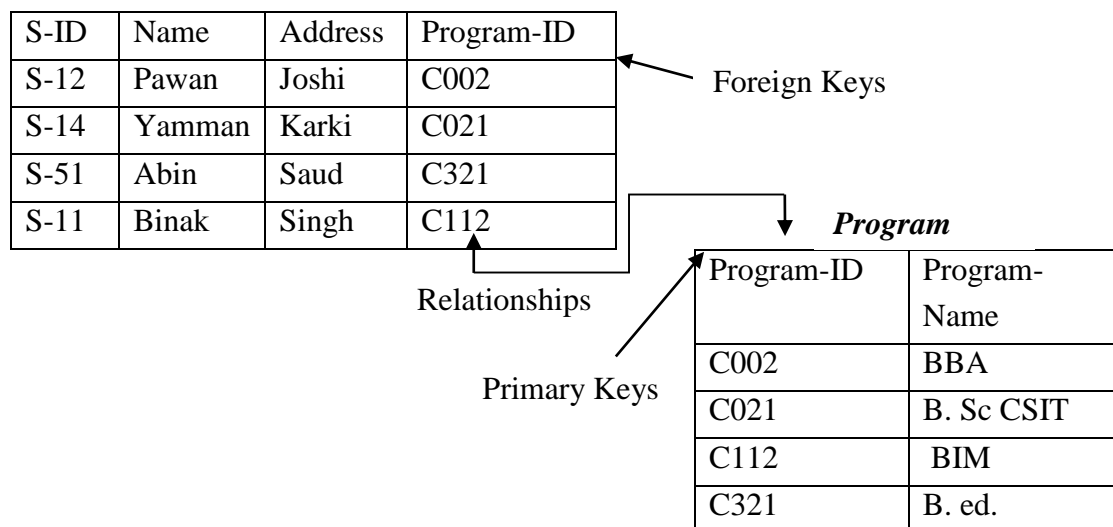 S-ID Name Address Program-ID
S-12 Pawan Joshi C002
S-14 Yamman Karki C021
S-51 Abin Saud C321
S-11 Binak Singh C112
Foreign Keys
Relationships
Primary Keys
Program
Program-ID Program-
Name
C002 BBA
C021 B. Sc CSIT
C112 BIM
C321 B. ed.